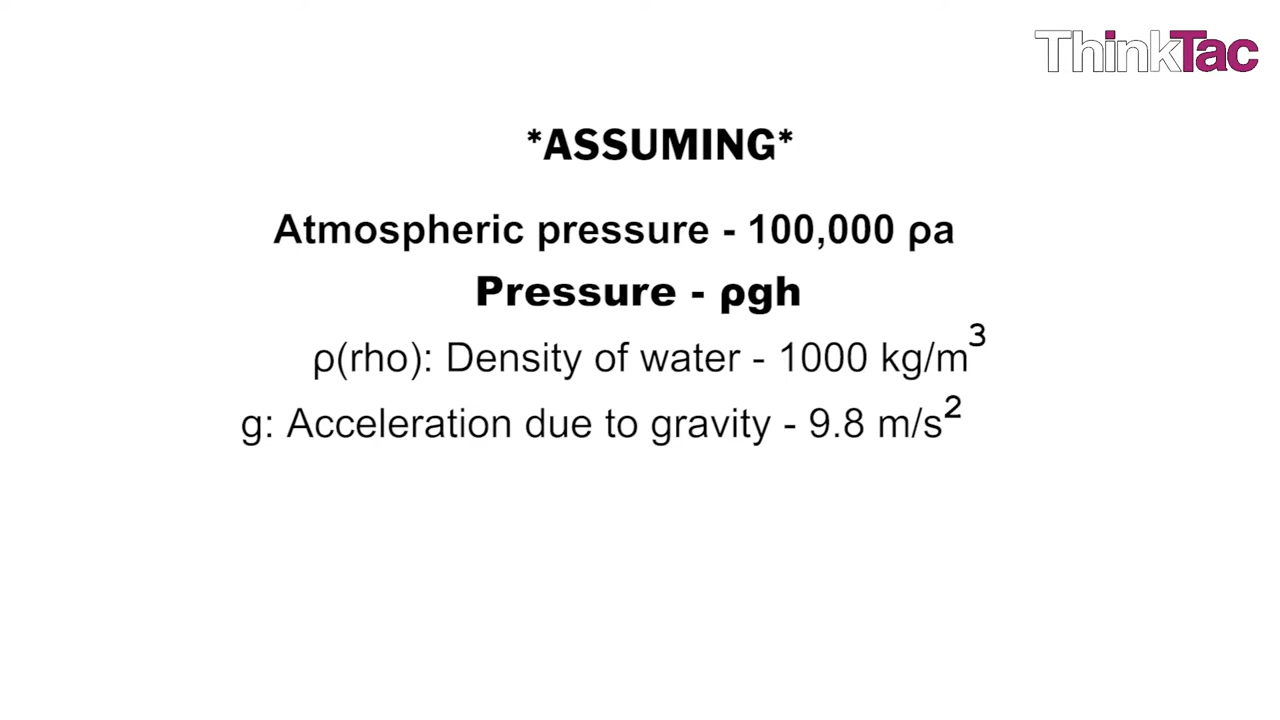 ThinkTac
*ASSUMING*
Atmospheric pressure - 100,000 ρa
Pressure - ρgh
ρ(rho): Density of water - 1000 kg/m³
g: Acceleration due to gravity - 9.8 m/s²